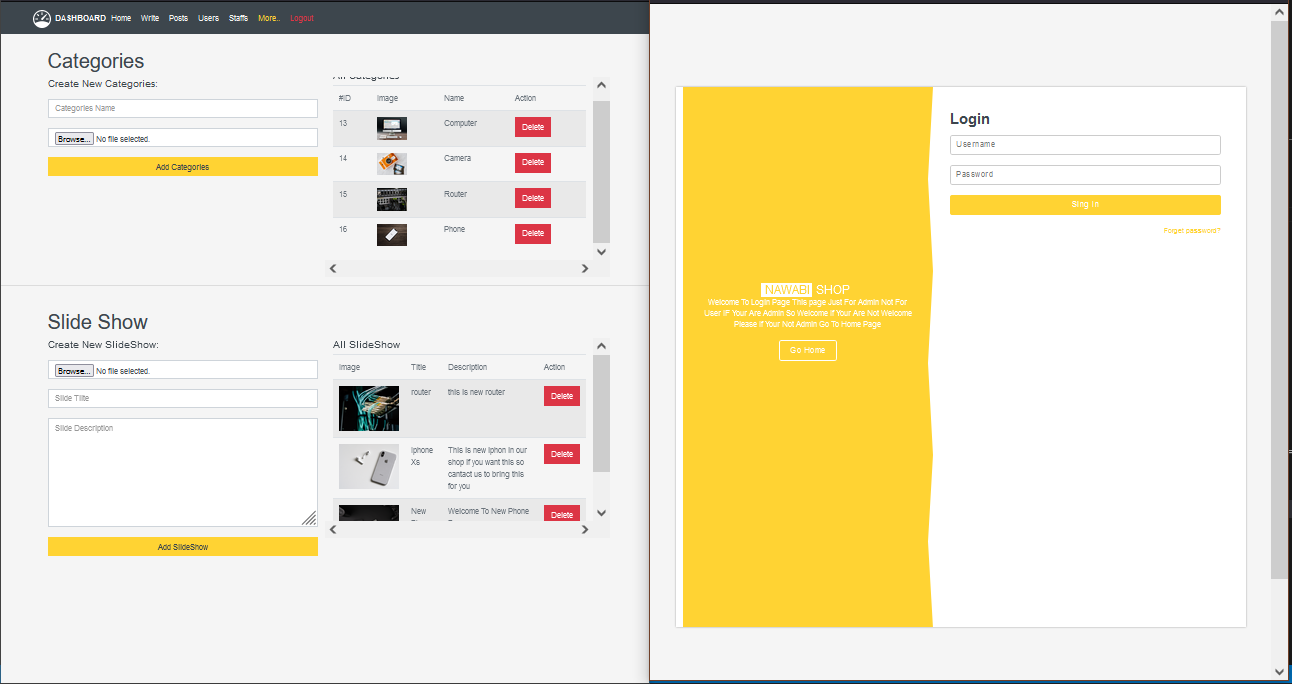 DA$HBOARD Home Write Posts Users Staffs More.. Logout
Categories
Create New Categories:
Categories Name
Browse... No file selected.
Add Categories
All Categories
#ID Image Name Action
13 Computer Delete
14 Camera Delete
15 Router Delete
16 Phone Delete
Slide Show
Create New SlideShow:
Browse... No file selected.
Slide Tilte
Slide Description
Add SlideShow
All SlideShow
Image Title Description Action
router this is new router Delete
Iphone Xs
This is new iphon in our
shop if you want this so
cantact us to bring this
for you
Delete
New Welcome To New Phone Delete
NAWABI SHOP
Welcome To Login Page This page Just For Admin Not For
User IF Your Are Admin So Welcome If Your Are Not Welcome
Please If Your Not Admin Go To Home Page
Go Home
Login
Username
Password
Sing In
Forget password?